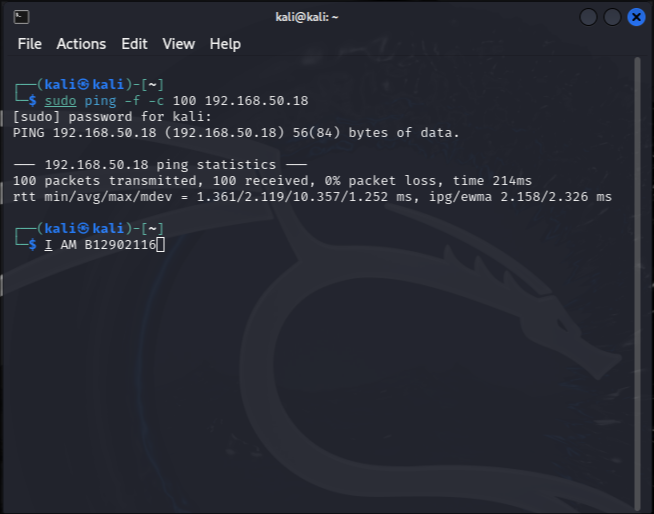 kali@kali: ~
File Actions Edit View Help
┌──(kali㉿kali)-[~]
└─$ sudo ping -f -c 100 192.168.50.18
[sudo] password for kali:
PING 192.168.50.18 (192.168.50.18) 56(84) bytes of data.
— 192.168.50.18 ping statistics —
100 packets transmitted, 100 received, 0% packet loss, time 214ms
rtt min/avg/max/mdev = 1.361/2.119/10.357/1.252 ms, ipg/ewma 2.158/2.326 ms
┌──(kali㉿kali)-[~]
└─$ I AM B12902116